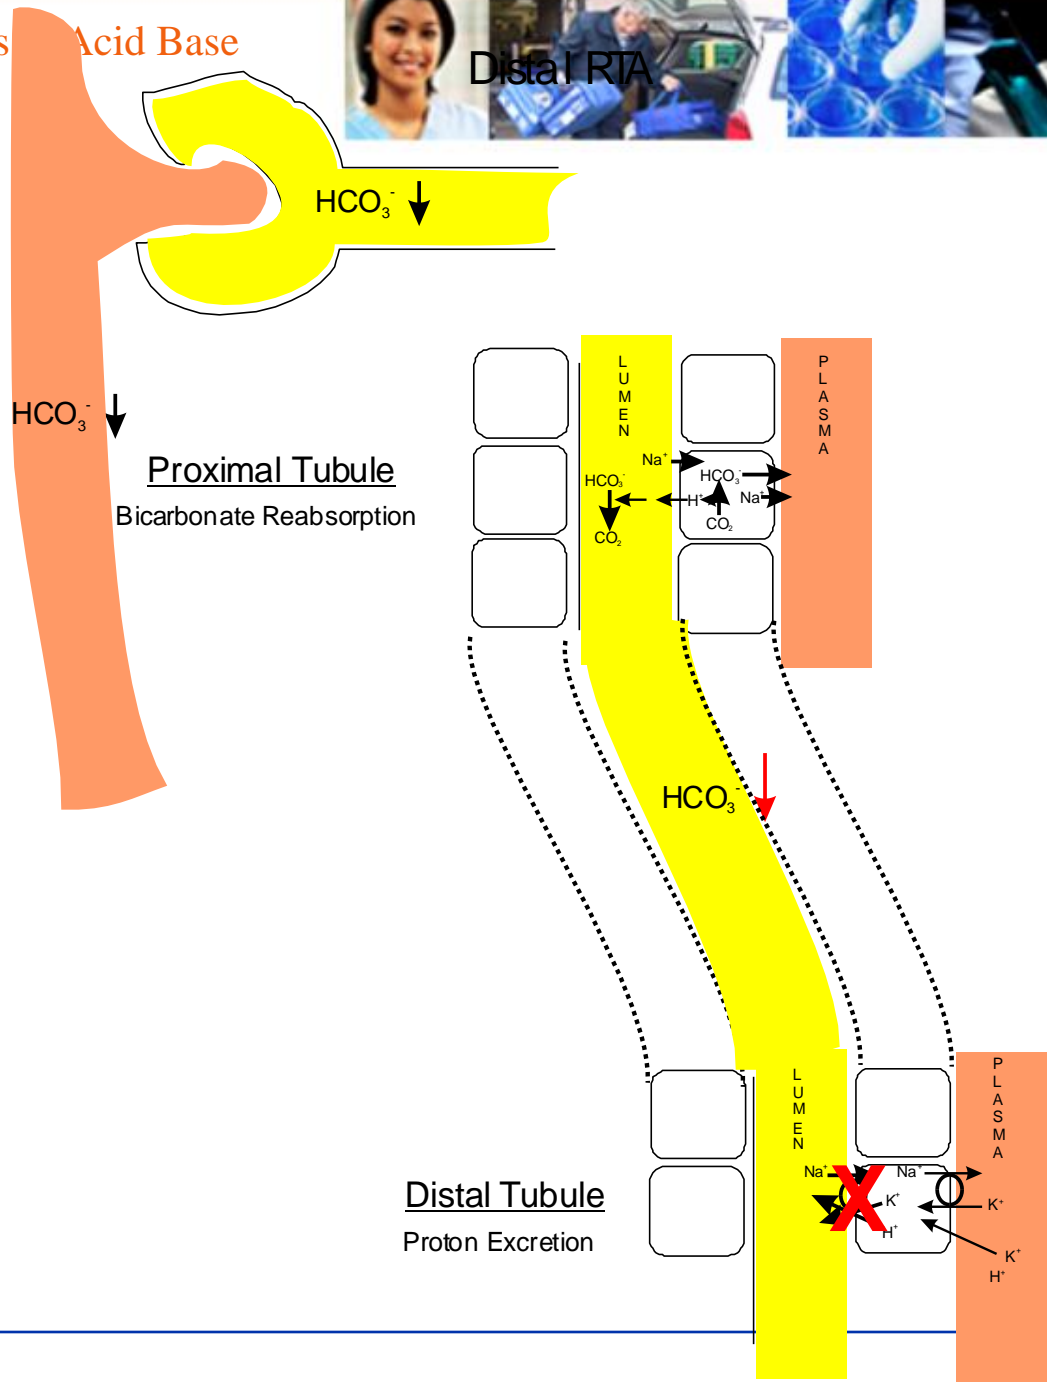 s Acid Base
Distal RTA
HCO₃⁻
HCO₃⁻
Proximal Tubule
Bicarbonate Reabsorption
LUMEN
PLASMA
Na⁺
HCO₃⁻
HCO₃⁻
H⁺
Na⁺
CO₂
CO₂
HCO₃⁻
LUMEN
PLASMA
Distal Tubule
Proton Excretion
Na⁺
Na⁺
K⁺
K⁺
H⁺
K⁺
H⁺